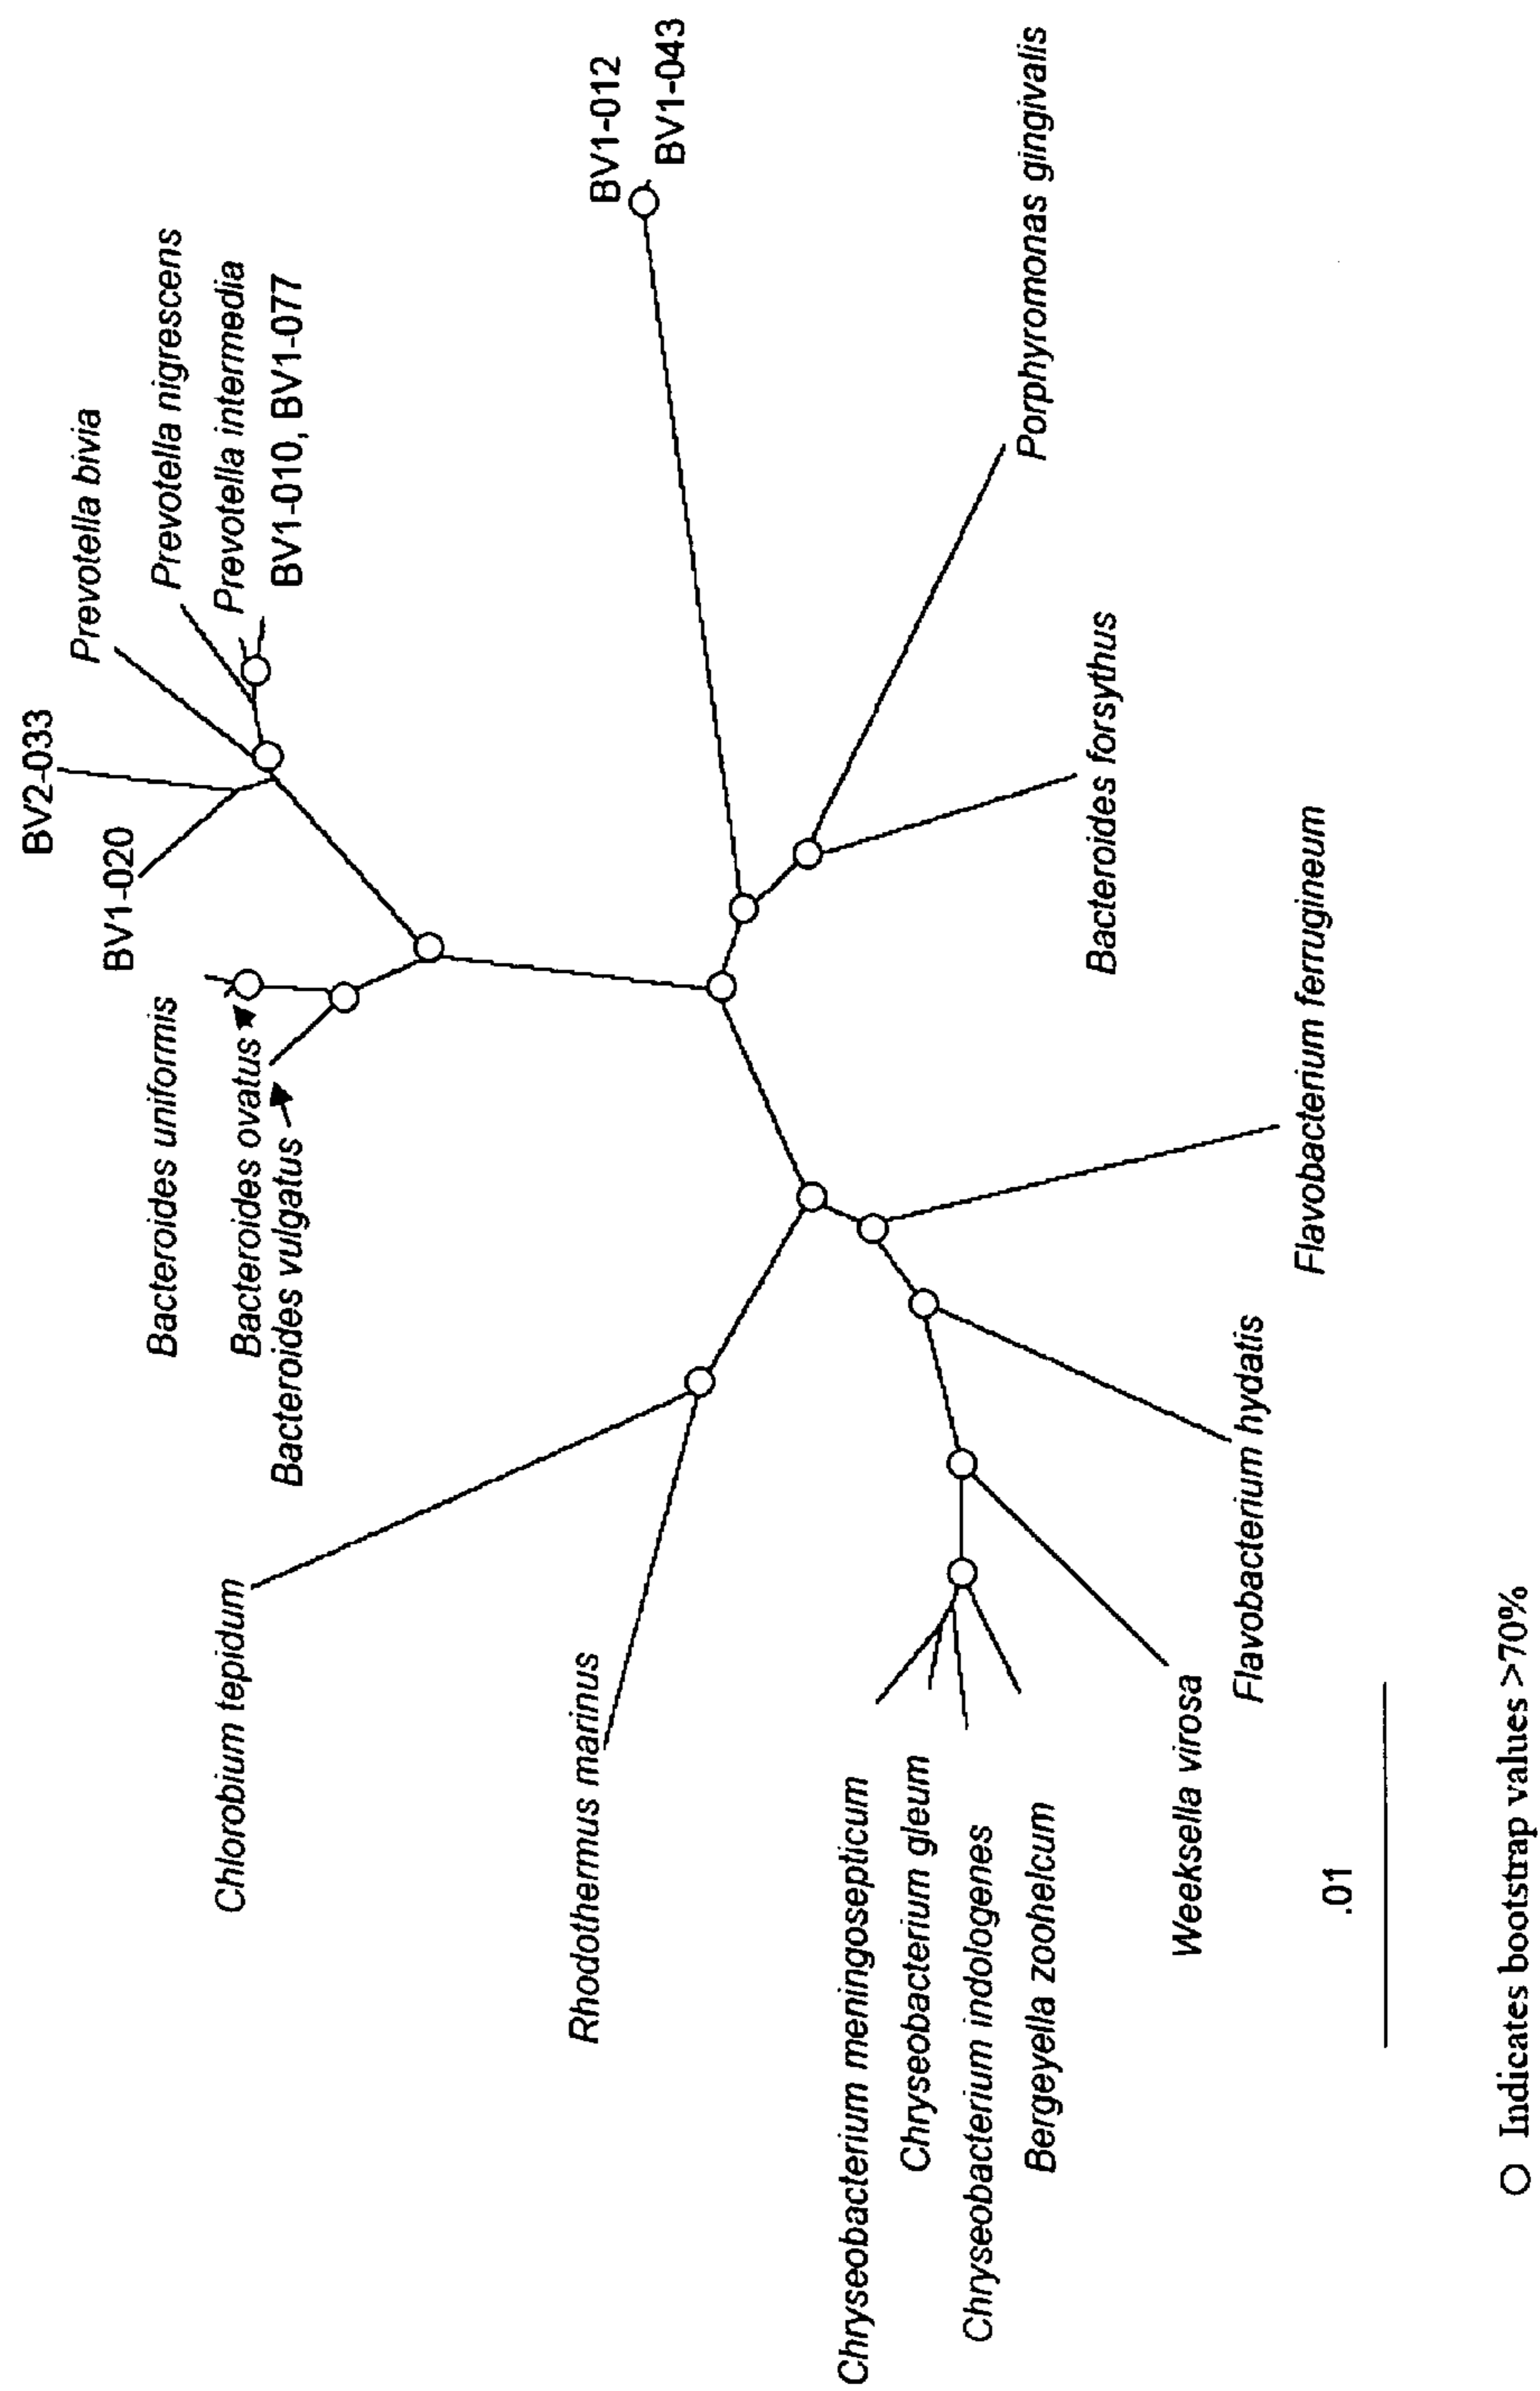 BV2-033
BV1-020
Prevotella bivia
Prevotella nigrescens
Prevotella intermedia
BV1-010, BV1-077
BV1-012
BV1-043
Porphyromonas gingivalis
Bacteroides forsythus
Bacteroides uniformis
Bacteroides ovatus
Bacteroides vulgatus
Chlorobium tepidum
Rhodothermus marinus
Chryseobacterium meningosepticum
Chryseobacterium gleum
Chryseobacterium indologenes
Bergeyella zoohelcum
Weeksella virosa
Flavobacterium hydatis
Flavobacterium ferrugineum
.01
Indicates bootstrap values >70%